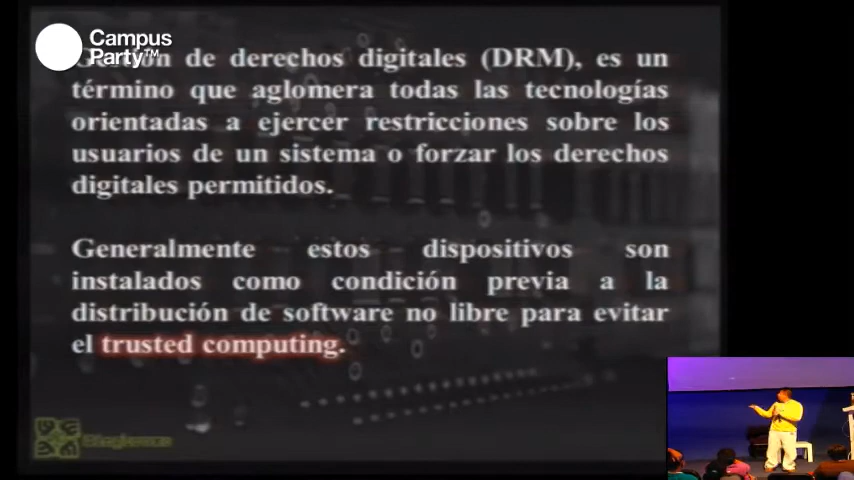 Campus
Party™
de derechos digitales (DRM), es un
término que aglomera todas las tecnologías
orientadas a ejercer restricciones sobre los
usuarios de un sistema o forzar los derechos
digitales permitidos.
Generalmente estos dispositivos son
instalados como condición previa a la
distribución de software no libre para evitar
el trusted computing.